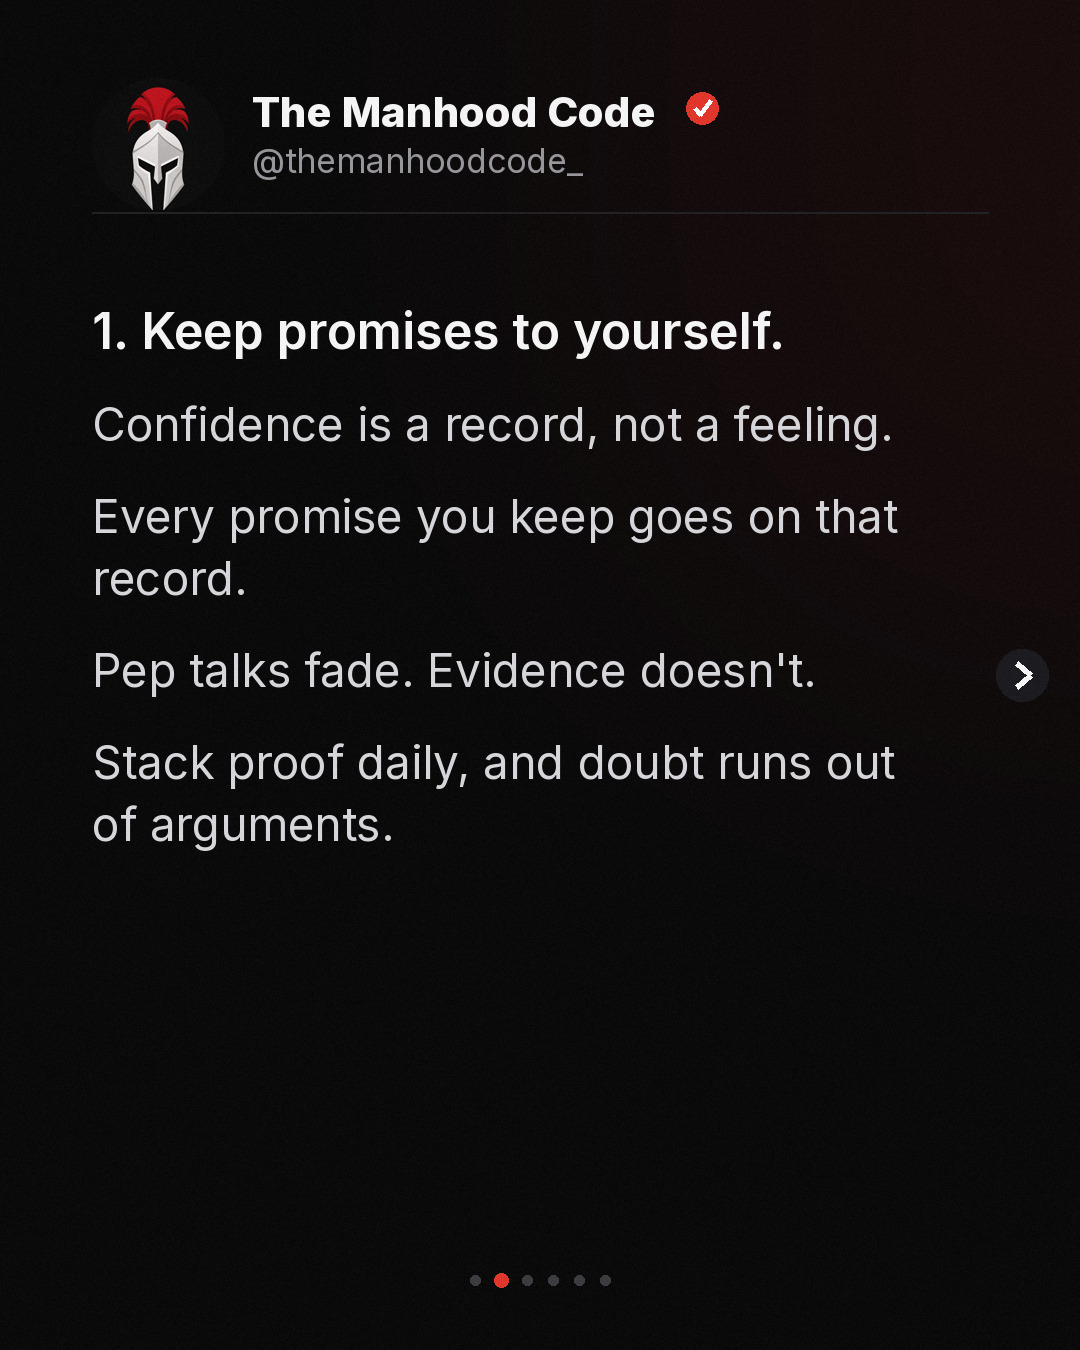 The Manhood Code
@themanhoodcode_
1. Keep promises to yourself.
Confidence is a record, not a feeling.
Every promise you keep goes on that
record.
Pep talks fade. Evidence doesn't.
Stack proof daily, and doubt runs out
of arguments.